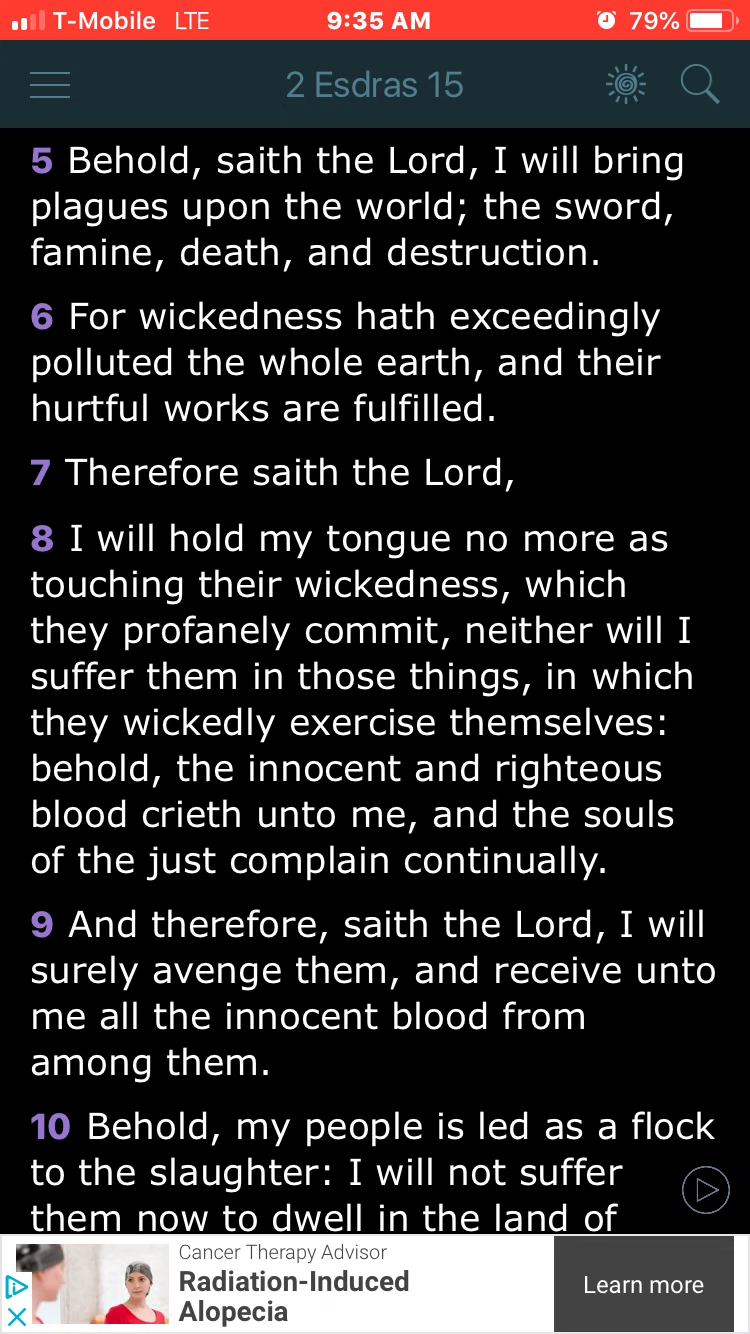 T-Mobile LTE 9:35 AM 79%
2 Esdras 15
5 Behold, saith the Lord, I will bring
plagues upon the world; the sword,
famine, death, and destruction.
6 For wickedness hath exceedingly
polluted the whole earth, and their
hurtful works are fulfilled.
7 Therefore saith the Lord,
8 I will hold my tongue no more as
touching their wickedness, which
they profanely commit, neither will I
suffer them in those things, in which
they wickedly exercise themselves:
behold, the innocent and righteous
blood crieth unto me, and the souls
of the just complain continually.
9 And therefore, saith the Lord, I will
surely avenge them, and receive unto
me all the innocent blood from
among them.
10 Behold, my people is led as a flock
to the slaughter: I will not suffer
them now to dwell in the land of
Cancer Therapy Advisor
Radiation-Induced
Alopecia
Learn more